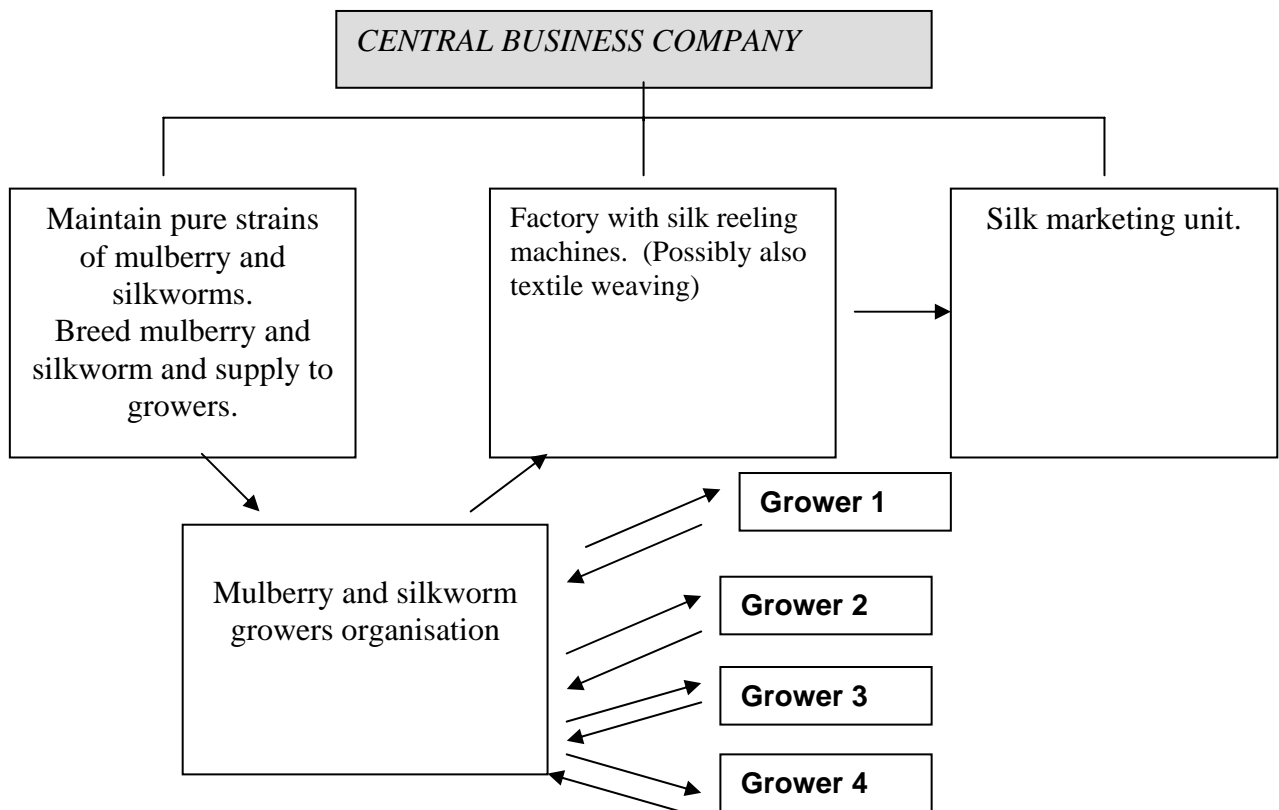 CENTRAL BUSINESS COMPANY
Maintain pure strains
of mulberry and
silkworms.
Breed mulberry and
silkworm and supply to
growers.
Factory with silk reeling
machines.  (Possibly also
textile weaving)
Silk marketing unit.
Mulberry and silkworm
growers organisation
Grower 1
Grower 2
Grower 3
Grower 4